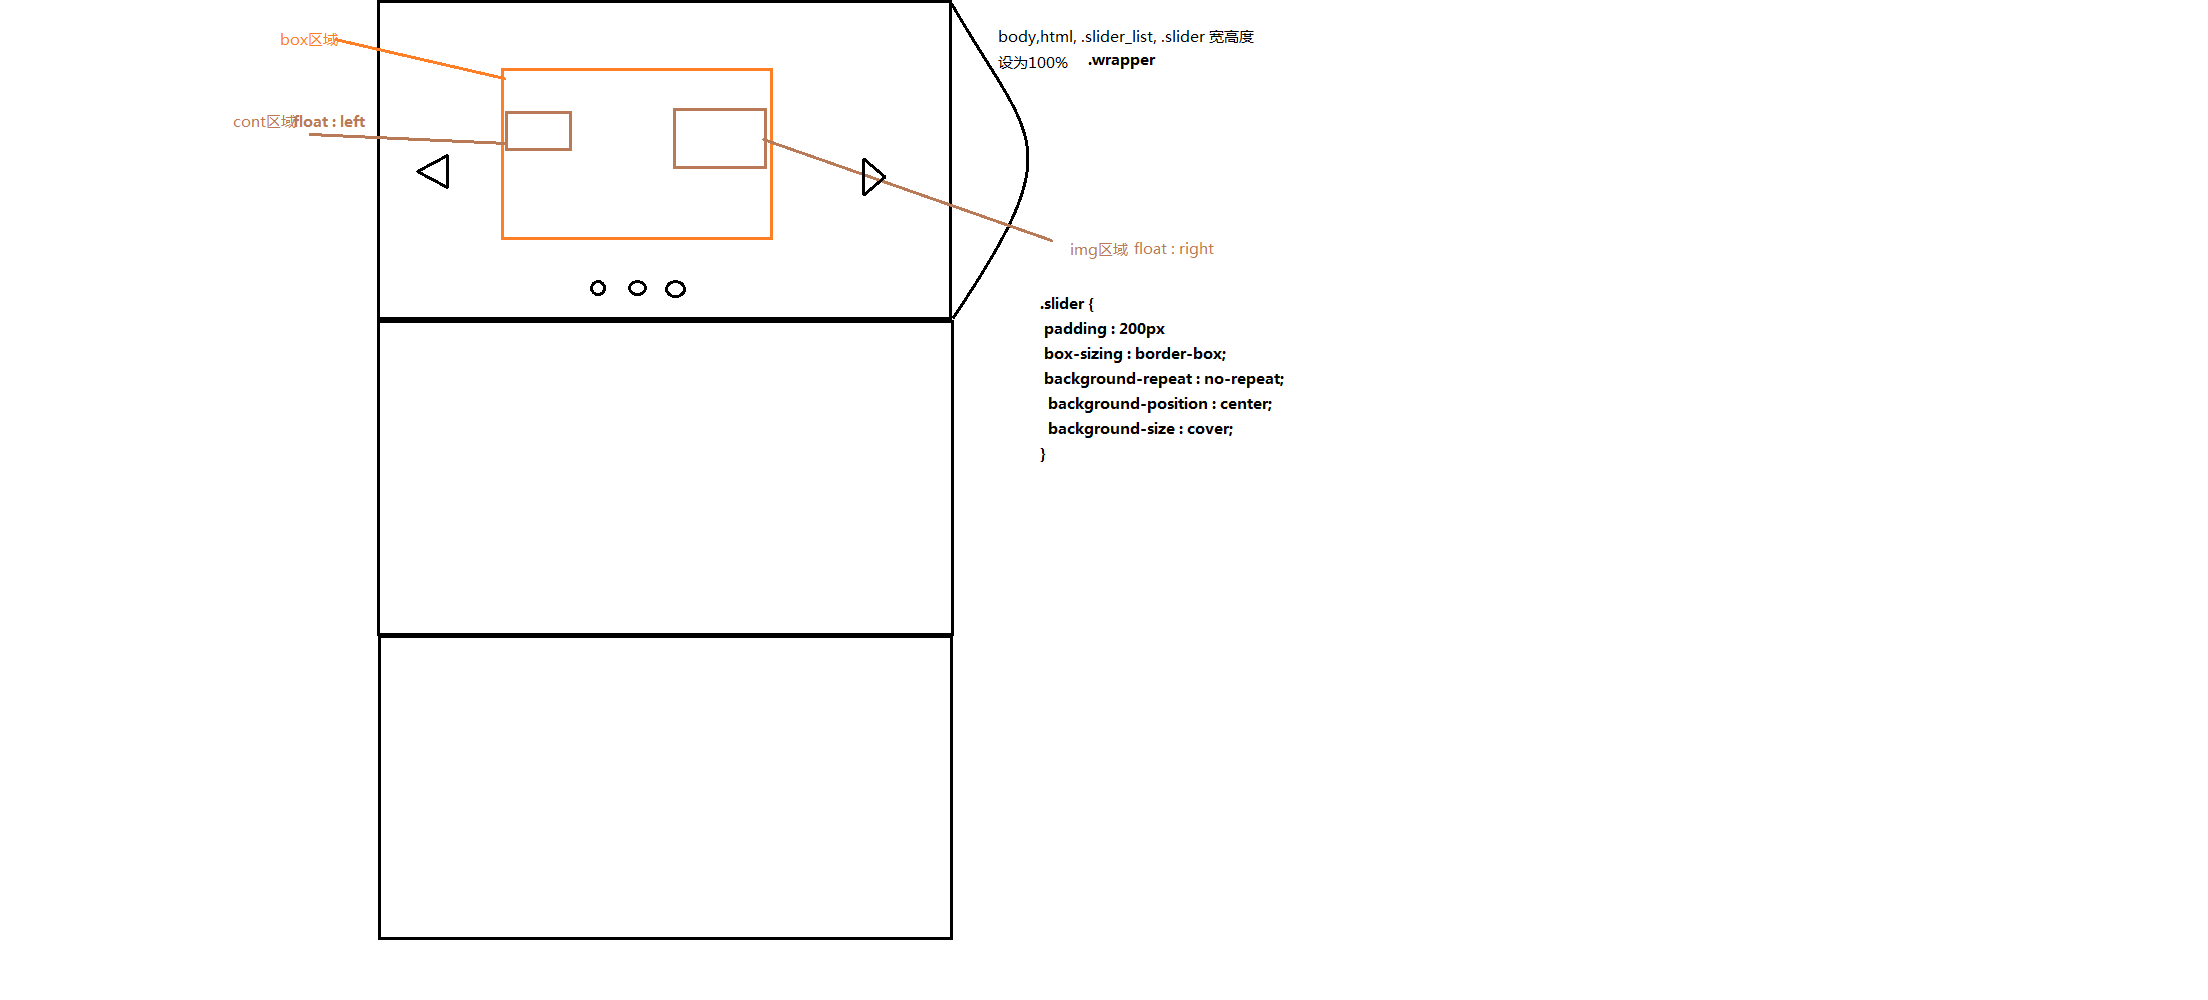 box区域
body,html, .slider_list, .slider 宽高度
设为100% .wrapper
cont区域float : left
img区域 float : right
.slider {
padding : 200px
box-sizing : border-box;
background-repeat : no-repeat;
background-position : center;
background-size : cover;
}